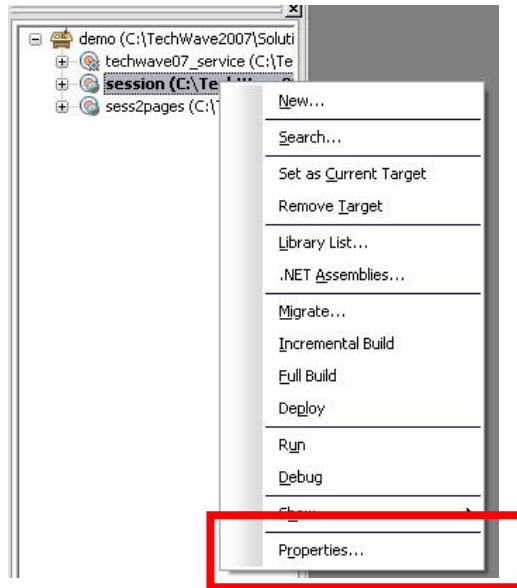 demo (C:\TechWave2007\Soluti
techwave07_service (C:\Te
session (C:\Te
sess2pages (C:\
New...
Search...
Set as Current Target
Remove Target
Library List...
.NET Assemblies...
Migrate...
Incremental Build
Full Build
Deploy
Run
Debug
Show
Properties...